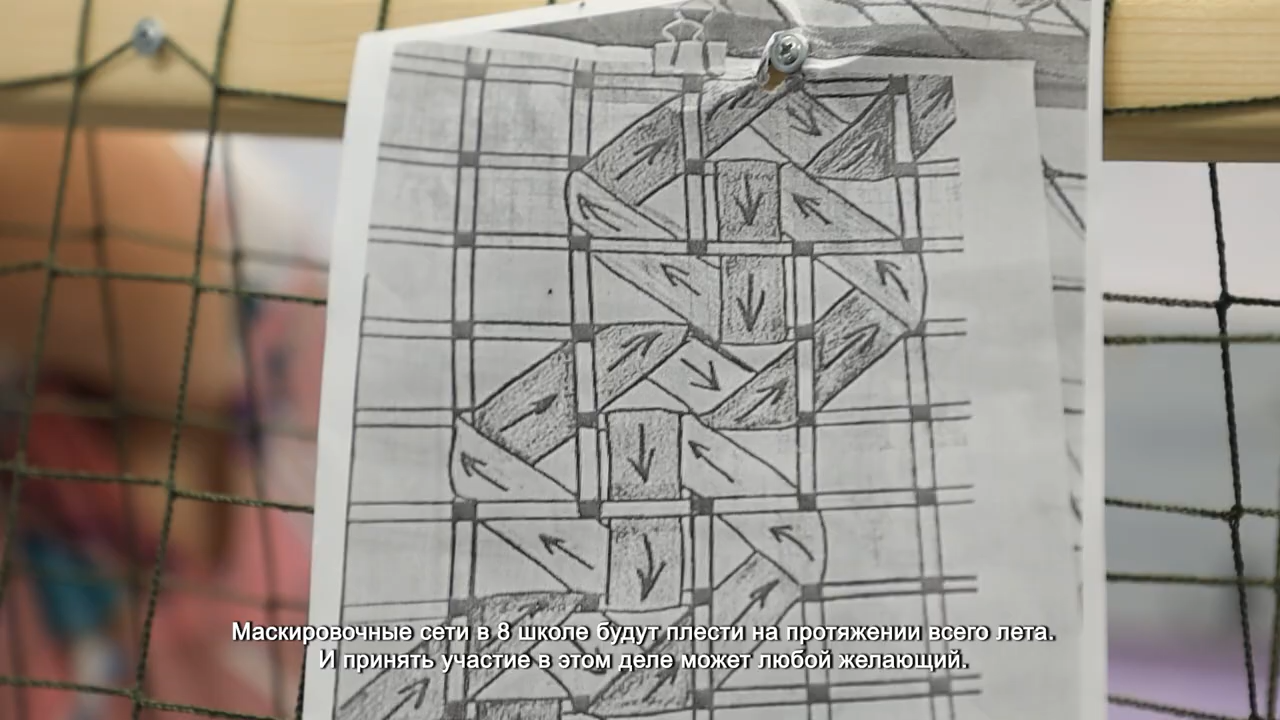 Маскировочные сети в 8 школе будут плести на протяжении всего лета.
И принять участие в этом деле может любой желающий.